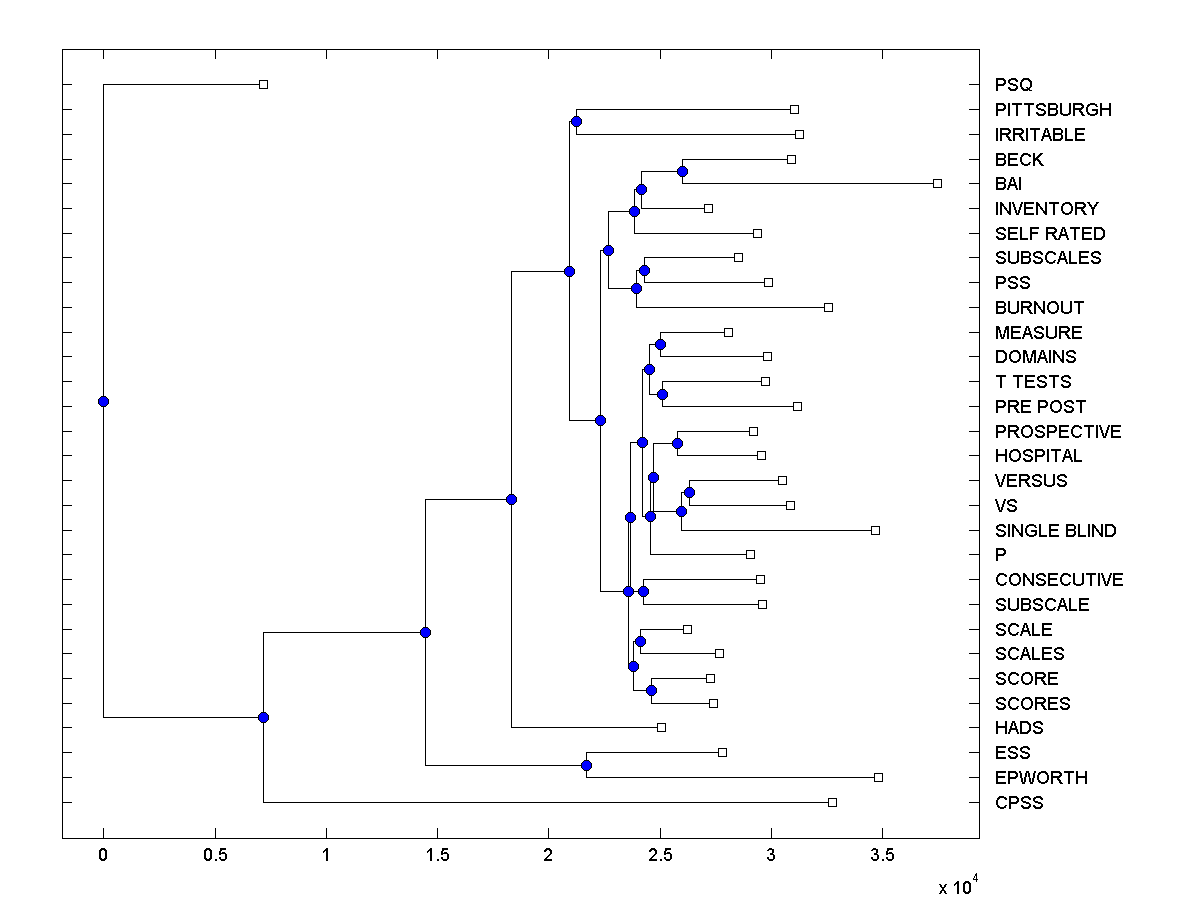 PSQ
PITTSBURGH
IRRITABLE
BECK
BAI
INVENTORY
SELF RATED
SUBSCALES
PSS
BURNOUT
MEASURE
DOMAINS
T TESTS
PRE POST
PROSPECTIVE
HOSPITAL
VERSUS
VS
SINGLE BLIND
P
CONSECUTIVE
SUBSCALE
SCALE
SCALES
SCORE
SCORES
HADS
ESS
EPWORTH
CPSS
0 0.5 1 1.5 2 2.5 3 3.5
x 10^4